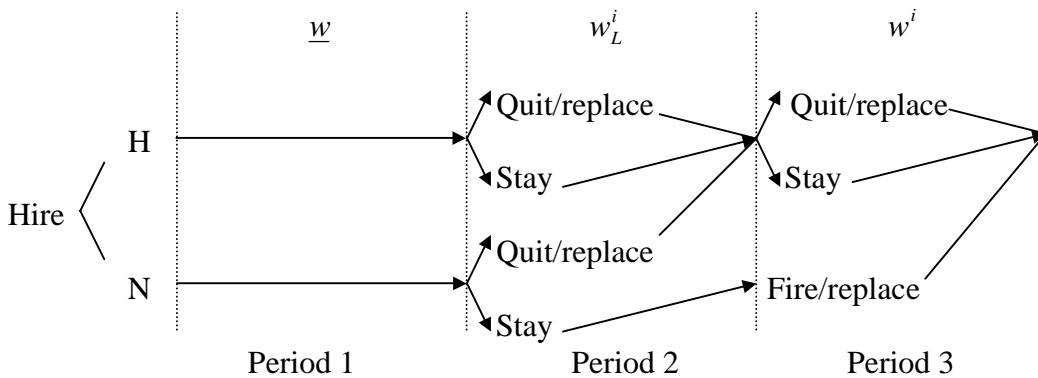 w w_L^i w^i
Quit/replace Quit/replace
H
Stay Stay
Hire
Quit/replace
N Fire/replace
Stay
Period 1 Period 2 Period 3